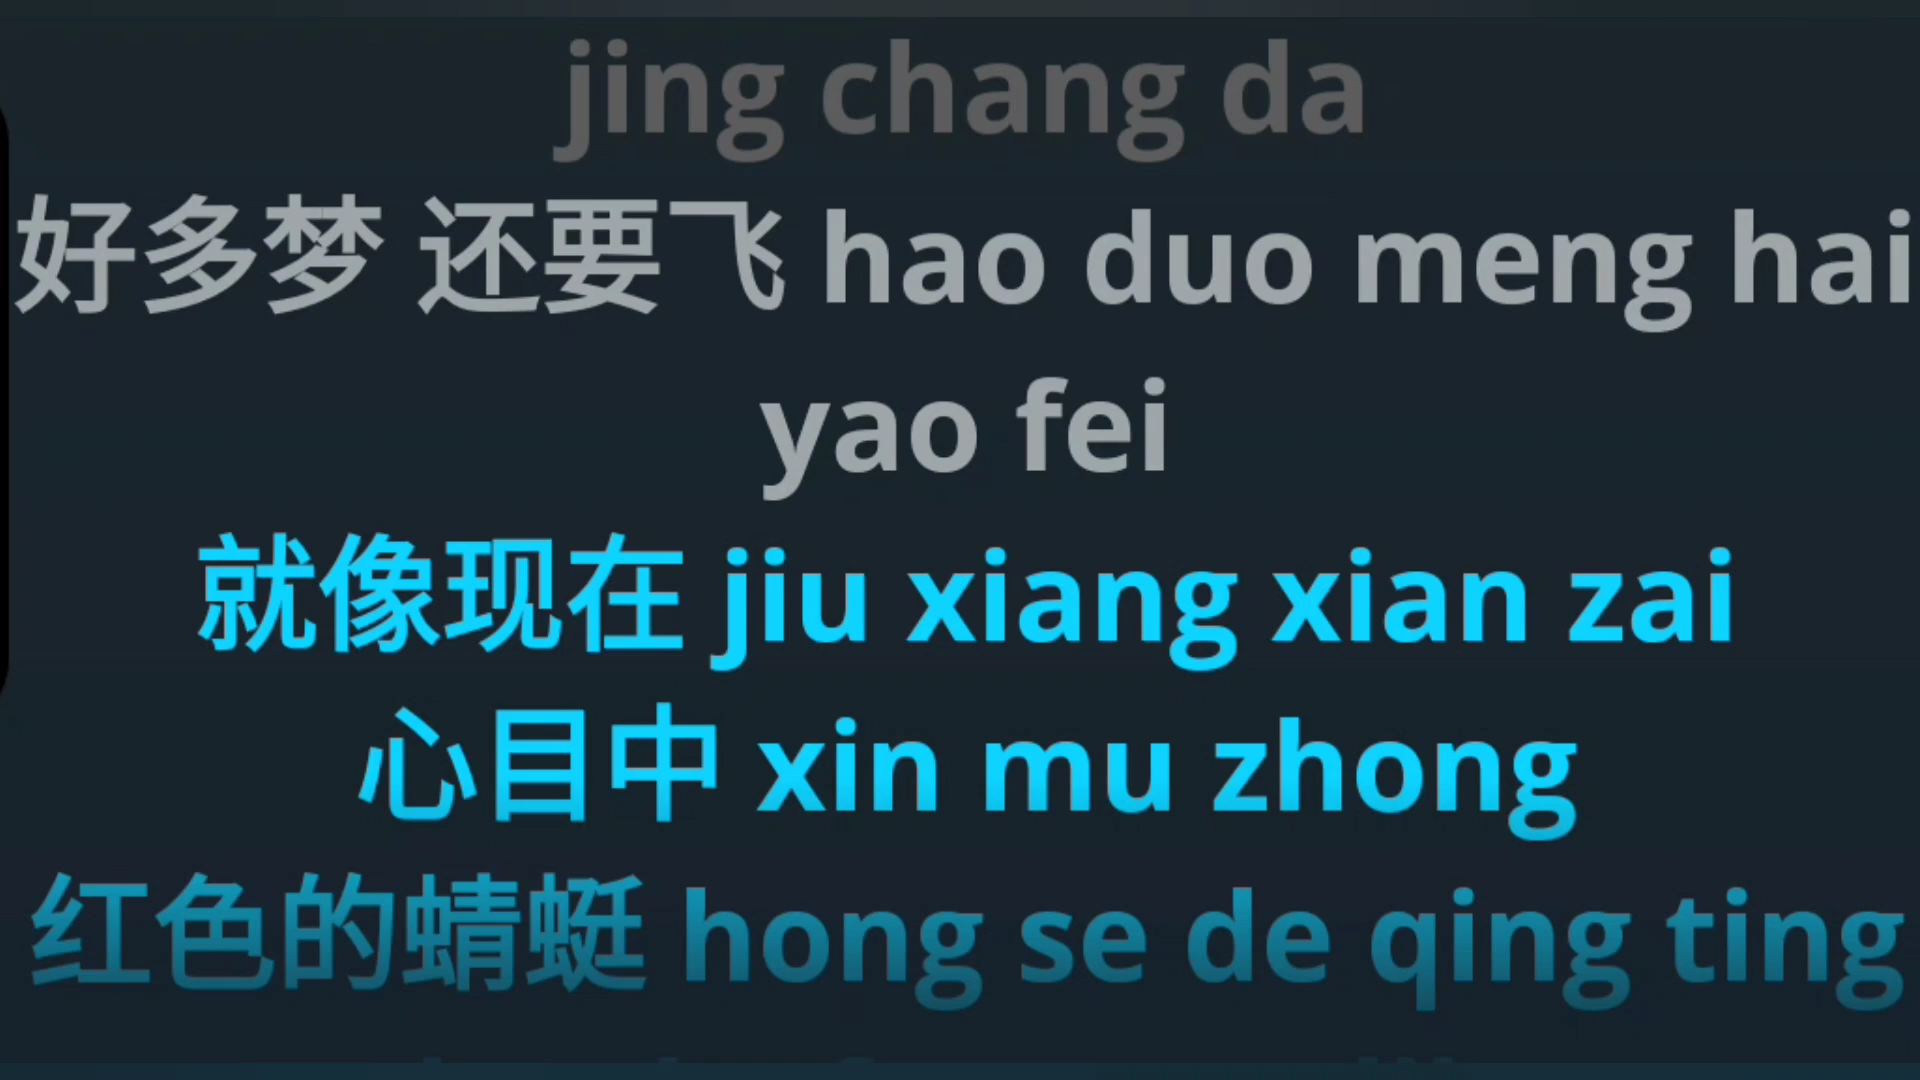 jing chang da
好多梦 还要飞 hao duo meng hai
yao fei
就像现在 jiu xiang xian zai
心目中 xin mu zhong
红色的蜻蜓 hong se de qing ting